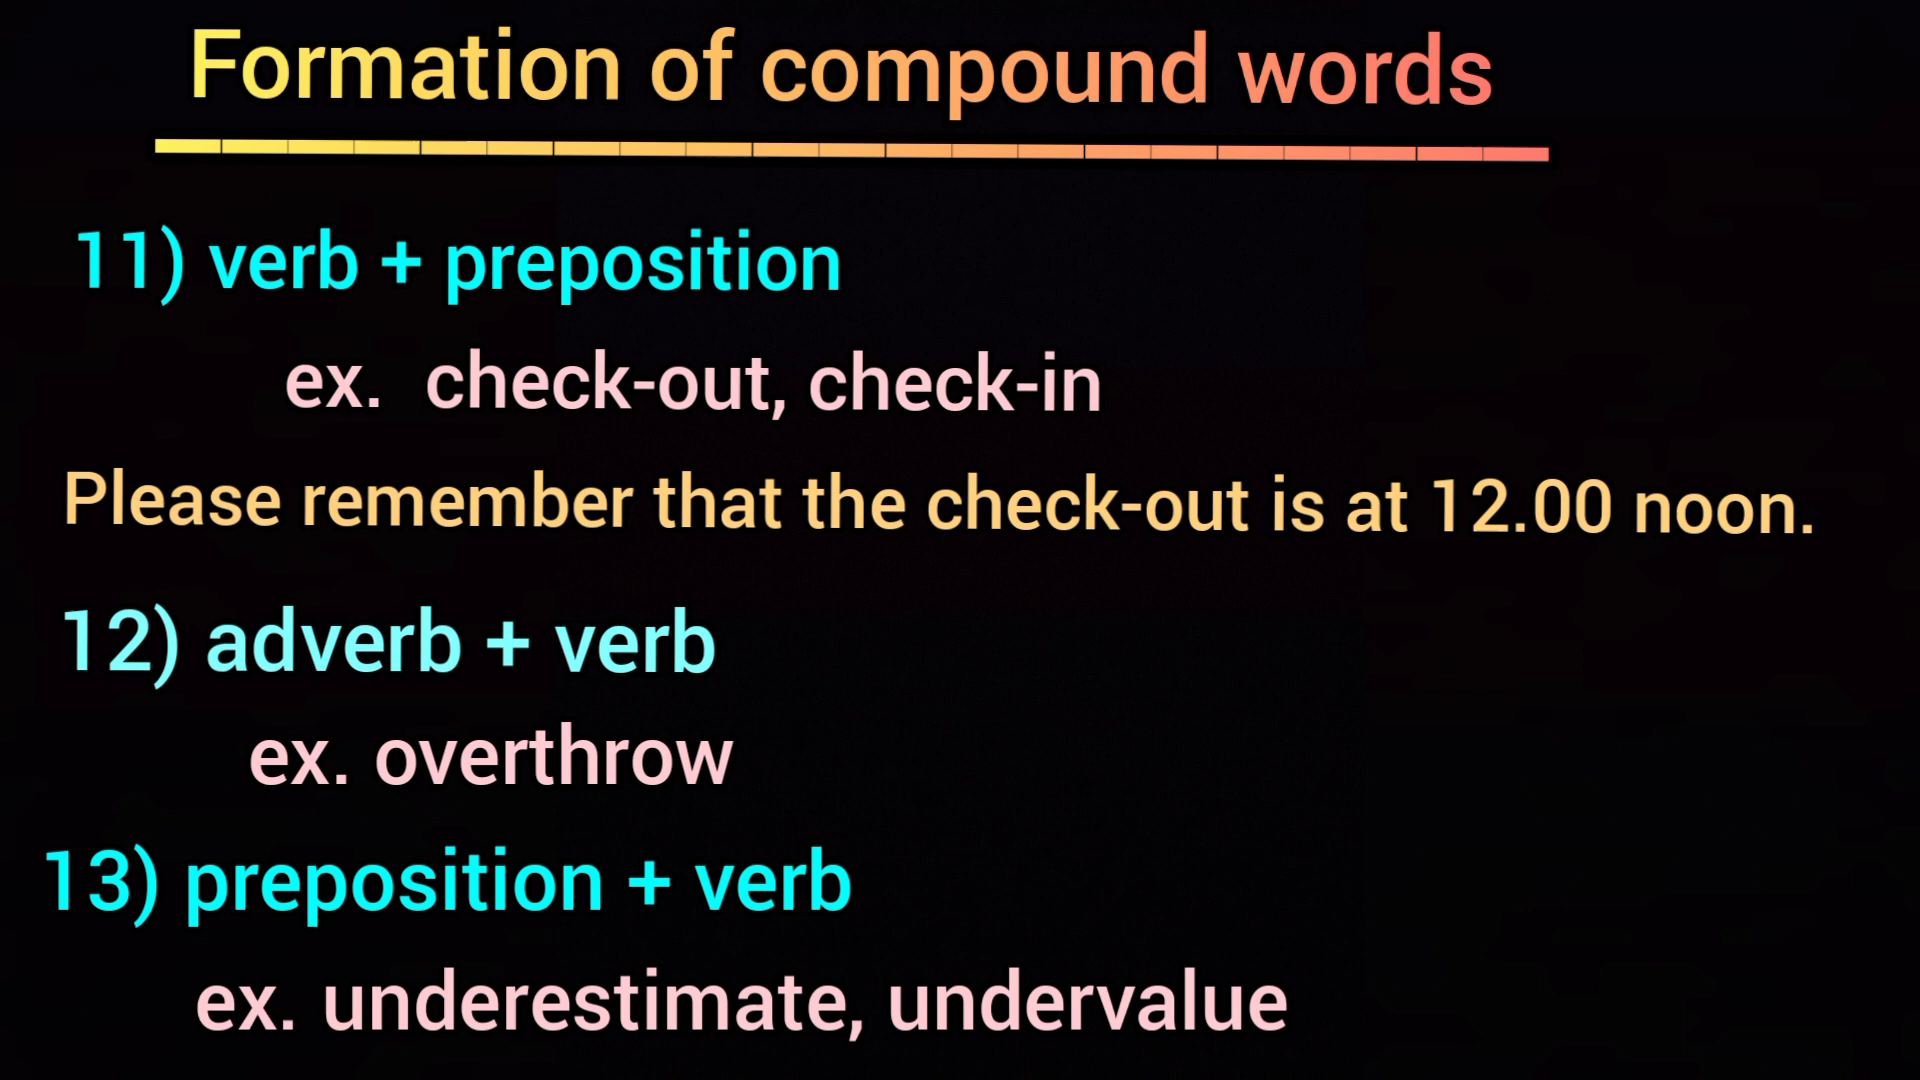 Formation of compound words
11) verb + preposition
ex. check-out, check-in
Please remember that the check-out is at 12.00 noon.
12) adverb + verb
ex. overthrow
13) preposition + verb
ex. underestimate, undervalue